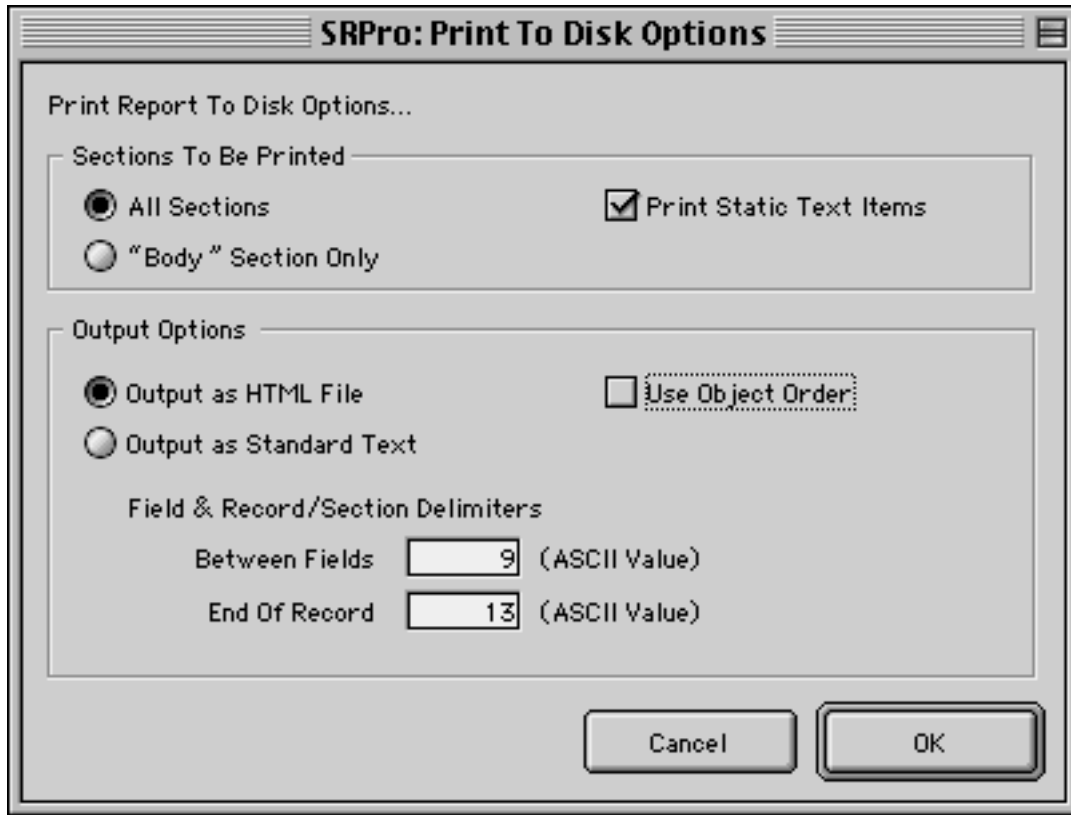 SRPro: Print To Disk Options
Print Report To Disk Options...
Sections To Be Printed
All Sections
Print Static Text Items
"Body" Section Only
Output Options
Output as HTML File
Use Object Order
Output as Standard Text
Field & Record/Section Delimiters
Between Fields 9 (ASCII Value)
End Of Record 13 (ASCII Value)
Cancel
OK